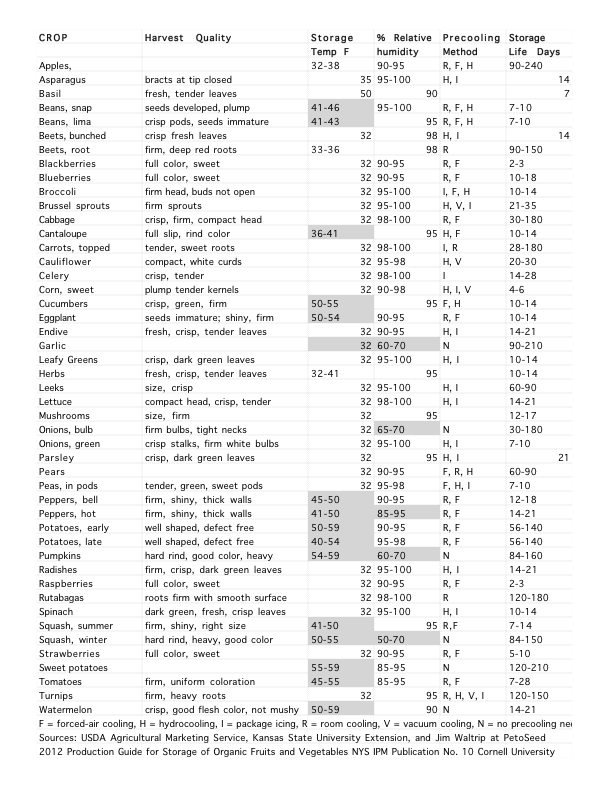 CROP Harvest Quality Storage % Relative Precooling Storage
Temp F humidity Method Life Days
Apples, 32-38 90-95 R, F, H 90-240
Asparagus bracts at tip closed 35 95-100 H, I 14
Basil fresh, tender leaves 50 90 7
Beans, snap seeds developed, plump 41-46 95-100 R, F, H 7-10
Beans, lima crisp pods, seeds immature 41-43 95 R, F, H 7-10
Beets, bunched crisp fresh leaves 32 98 H, I 14
Beets, root firm, deep red roots 33-36 98 R 90-150
Blackberries full color, sweet 32 90-95 R, F 2-3
Blueberries full color, sweet 32 90-95 R, F 10-18
Broccoli firm head, buds not open 32 95-100 I, F, H 10-14
Brussel sprouts firm sprouts 32 95-100 H, V, I 21-35
Cabbage crisp, firm, compact head 32 98-100 R, F 30-180
Cantaloupe full slip, rind color 36-41 95 H, F 10-14
Carrots, topped tender, sweet roots 32 98-100 I, R 28-180
Cauliflower compact, white curds 32 95-98 H, V 20-30
Celery crisp, tender 32 98-100 I 14-28
Corn, sweet plump tender kernels 32 90-98 H, I, V 4-6
Cucumbers crisp, green, firm 50-55 95 F, H 10-14
Eggplant seeds immature; shiny, firm 50-54 90-95 R, F 10-14
Endive fresh, crisp, tender leaves 32 90-95 H, I 14-21
Garlic 32 60-70 N 90-210
Leafy Greens crisp, dark green leaves 32 95-100 H, I 10-14
Herbs fresh, crisp, tender leaves 32-41 95 10-14
Leeks size, crisp 32 95-100 H, I 60-90
Lettuce compact head, crisp, tender 32 98-100 H, I 14-21
Mushrooms size, firm 32 95 12-17
Onions, bulb firm bulbs, tight necks 32 65-70 N 30-180
Onions, green crisp stalks, firm white bulbs 32 95-100 H, I 7-10
Parsley crisp, dark green leaves 32 95 H, I 21
Pears 32 90-95 F, R, H 60-90
Peas, in pods tender, green, sweet pods 32 95-98 F, H, I 7-10
Peppers, bell firm, shiny, thick walls 45-50 90-95 R, F 12-18
Peppers, hot firm, shiny, thick walls 41-50 85-95 R, F 14-21
Potatoes, early well shaped, defect free 50-59 90-95 R, F 56-140
Potatoes, late well shaped, defect free 40-54 95-98 R, F 56-140
Pumpkins hard rind, good color, heavy 54-59 60-70 N 84-160
Radishes firm, crisp, dark green leaves 32 95-100 H, I 14-21
Raspberries full color, sweet 32 90-95 R, F 2-3
Rutabagas roots firm with smooth surface 32 98-100 R 120-180
Spinach dark green, fresh, crisp leaves 32 95-100 H, I 10-14
Squash, summer firm, shiny, right size 41-50 95 R,F 7-14
Squash, winter hard rind, heavy, good color 50-55 50-70 N 84-150
Strawberries full color, sweet 32 90-95 R, F 5-10
Sweet potatoes 55-59 85-95 N 120-210
Tomatoes firm, uniform coloration 45-55 85-95 R, F 7-28
Turnips firm, heavy roots 32 95 R, H, V, I 120-150
Watermelon crisp, good flesh color, not mushy 50-59 90 N 14-21
F = forced-air cooling, H = hydrocooling, I = package icing, R = room cooling, V = vacuum cooling, N = no precooling nee
Sources: USDA Agricultural Marketing Service, Kansas State University Extension, and Jim Waltrip at PetoSeed
2012 Production Guide for Storage of Organic Fruits and Vegetables NYS IPM Publication No. 10 Cornell University